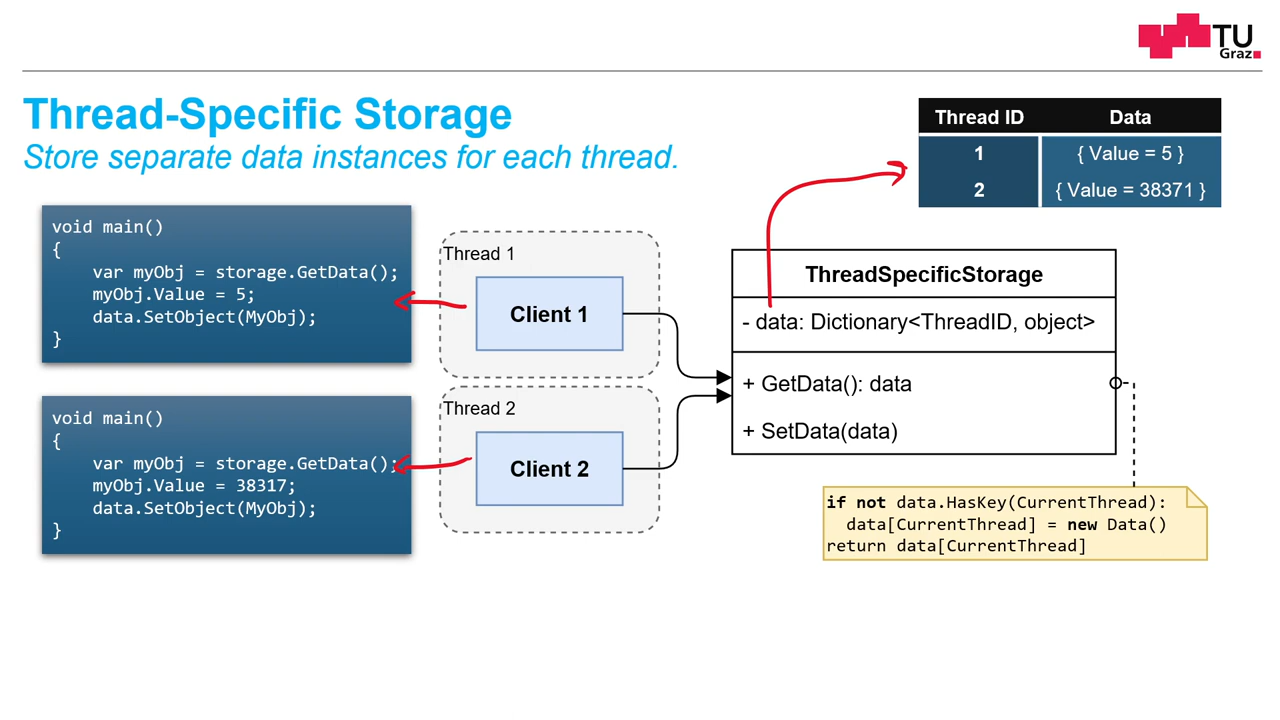 TU
Graz
Thread-Specific Storage
Store separate data instances for each thread.
Thread ID Data
1 { Value = 5 }
2 { Value = 38371 }
void main()
{
    var myObj = storage.GetData();
    myObj.Value = 5;
    data.SetObject(MyObj);
}
Thread 1
Client 1
void main()
{
    var myObj = storage.GetData();
    myObj.Value = 38317;
    data.SetObject(MyObj);
}
Thread 2
Client 2
ThreadSpecificStorage
- data: Dictionary<ThreadID, object>
+ GetData(): data
+ SetData(data)
if not data.HasKey(CurrentThread):
  data[CurrentThread] = new Data()
return data[CurrentThread]